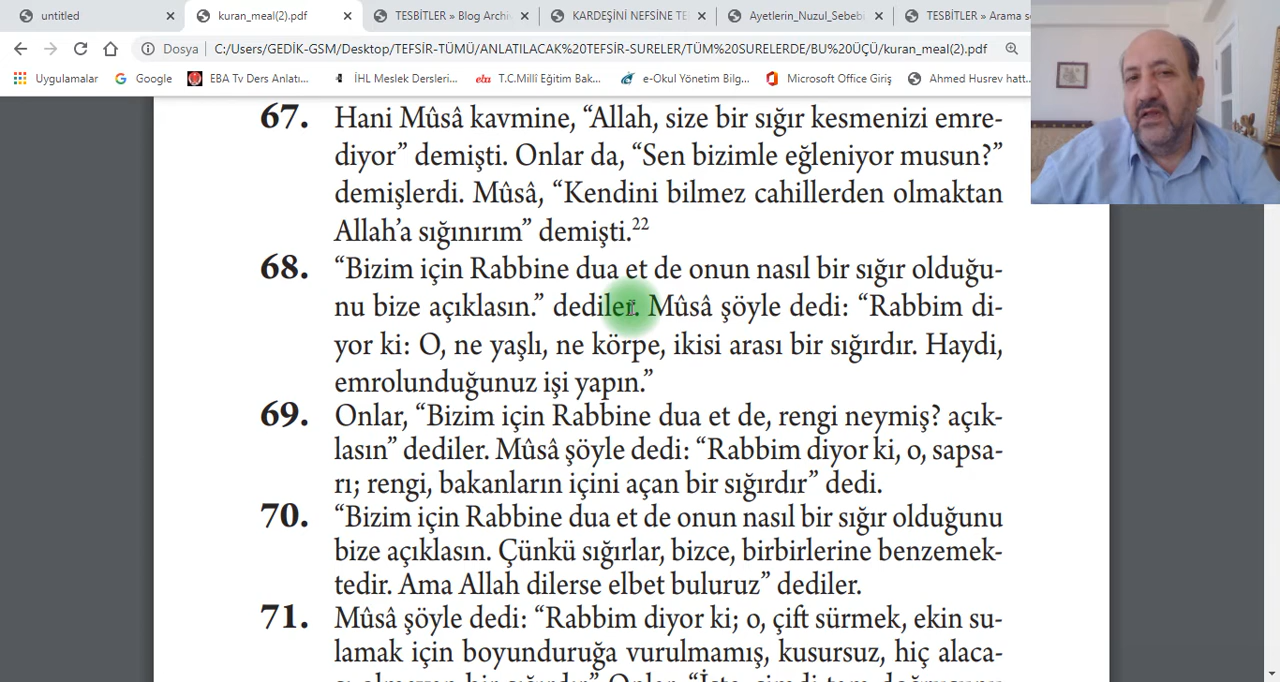 untitled
kuran_meal(2).pdf
TESBİTLER » Blog Archi
KARDEŞİNİ NEFSİNE TE
Ayetlerin_Nuzul_Sebebi
TESBİTLER » Arama so
Dosya
C:/Users/GEDİK-GSM/Desktop/TEFSİR-TÜMÜ/ANLATILACAK%20TEFSİR-SURELER/TÜM%20SURELERDE/BU%20ÜÇÜ/kuran_meal(2).pdf
Uygulamalar
Google
EBA Tv Ders Anlatı...
İHL Meslek Dersleri...
T.C.Millî Eğitim Bak...
e-Okul Yönetim Bilg...
Microsoft Office Giriş
Ahmed Husrev hatt...
67. Hani Mûsâ kavmine, “Allah, size bir sığır kesmenizi emre-
diyor” demişti. Onlar da, “Sen bizimle eğleniyor musun?”
demişlerdi. Mûsâ, “Kendini bilmez cahillerden olmaktan
Allah’a sığınırım” demişti.22
68. “Bizim için Rabbine dua et de onun nasıl bir sığır olduğu-
nu bize açıklasın.” dediler. Mûsâ şöyle dedi: “Rabbim di-
yor ki: O, ne yaşlı, ne körpe, ikisi arası bir sığırdır. Haydi,
emrolunduğunuz işi yapın.”
69. Onlar, “Bizim için Rabbine dua et de, rengi neymiş? açık-
lasın” dediler. Mûsâ şöyle dedi: “Rabbim diyor ki, o, sapsa-
rı; rengi, bakanların içini açan bir sığırdır” dedi.
70. “Bizim için Rabbine dua et de onun nasıl bir sığır olduğunu
bize açıklasın. Çünkü sığırlar, bizce, birbirlerine benzemek-
tedir. Ama Allah dilerse elbet buluruz” dediler.
71. Mûsâ şöyle dedi: “Rabbim diyor ki; o, çift sürmek, ekin su-
lamak için boyunduruğa vurulmamış, kusursuz, hiç alaca-